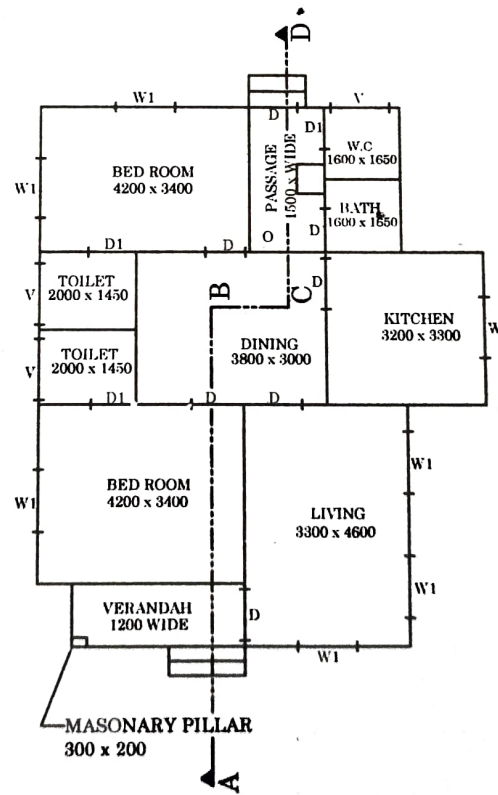 D
W1
V
D
D1
W.C
1600 x 1650
PASSAGE
1500 x WIDE
BED ROOM
4200 x 3400
W1
BATH
1600 x 1650
O
D
D1
D
TOILET
2000 x 1450
V
B
C
D
KITCHEN
3200 x 3300
W
DINING
3800 x 3000
TOILET
2000 x 1450
V
D1
D
D
W1
BED ROOM
4200 x 3400
W1
LIVING
3300 x 4600
W1
VERANDAH
1200 WIDE
D
W1
MASONARY PILLAR
300 x 200
A